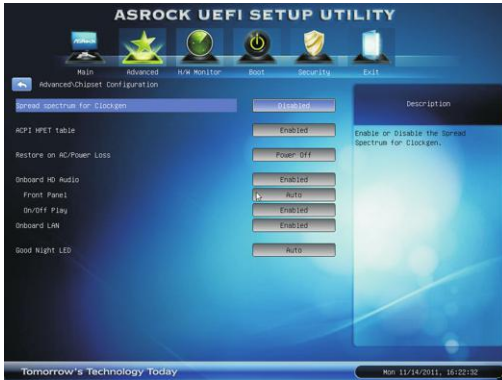 ASROCK UEFI SETUP UTILITY
ASRock
Main Advanced H/W Monitor Boot Security Exit
Advanced\Chipset Configuration
Spread spectrum for Clockgen Disabled
ACPI HPET table Enabled
Restore on AC/Power Loss Power Off
Onboard HD Audio Enabled
Front Panel Auto
On/Off Play Enabled
Onboard LAN Enabled
Good Night LED Auto
Description
Enable or Disable the Spread
Spectrum for Clockgen.
Tomorrow's Technology Today
Mon 11/14/2011, 16:22:32